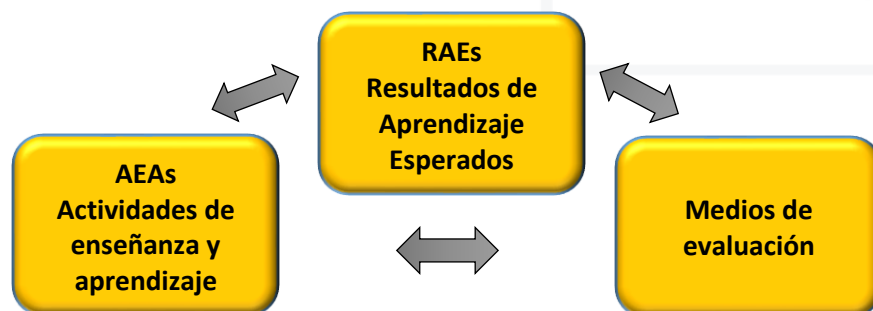 RAEs
Resultados de
Aprendizaje
Esperados
AEAs
Actividades de
enseñanza y
aprendizaje
Medios de
evaluación